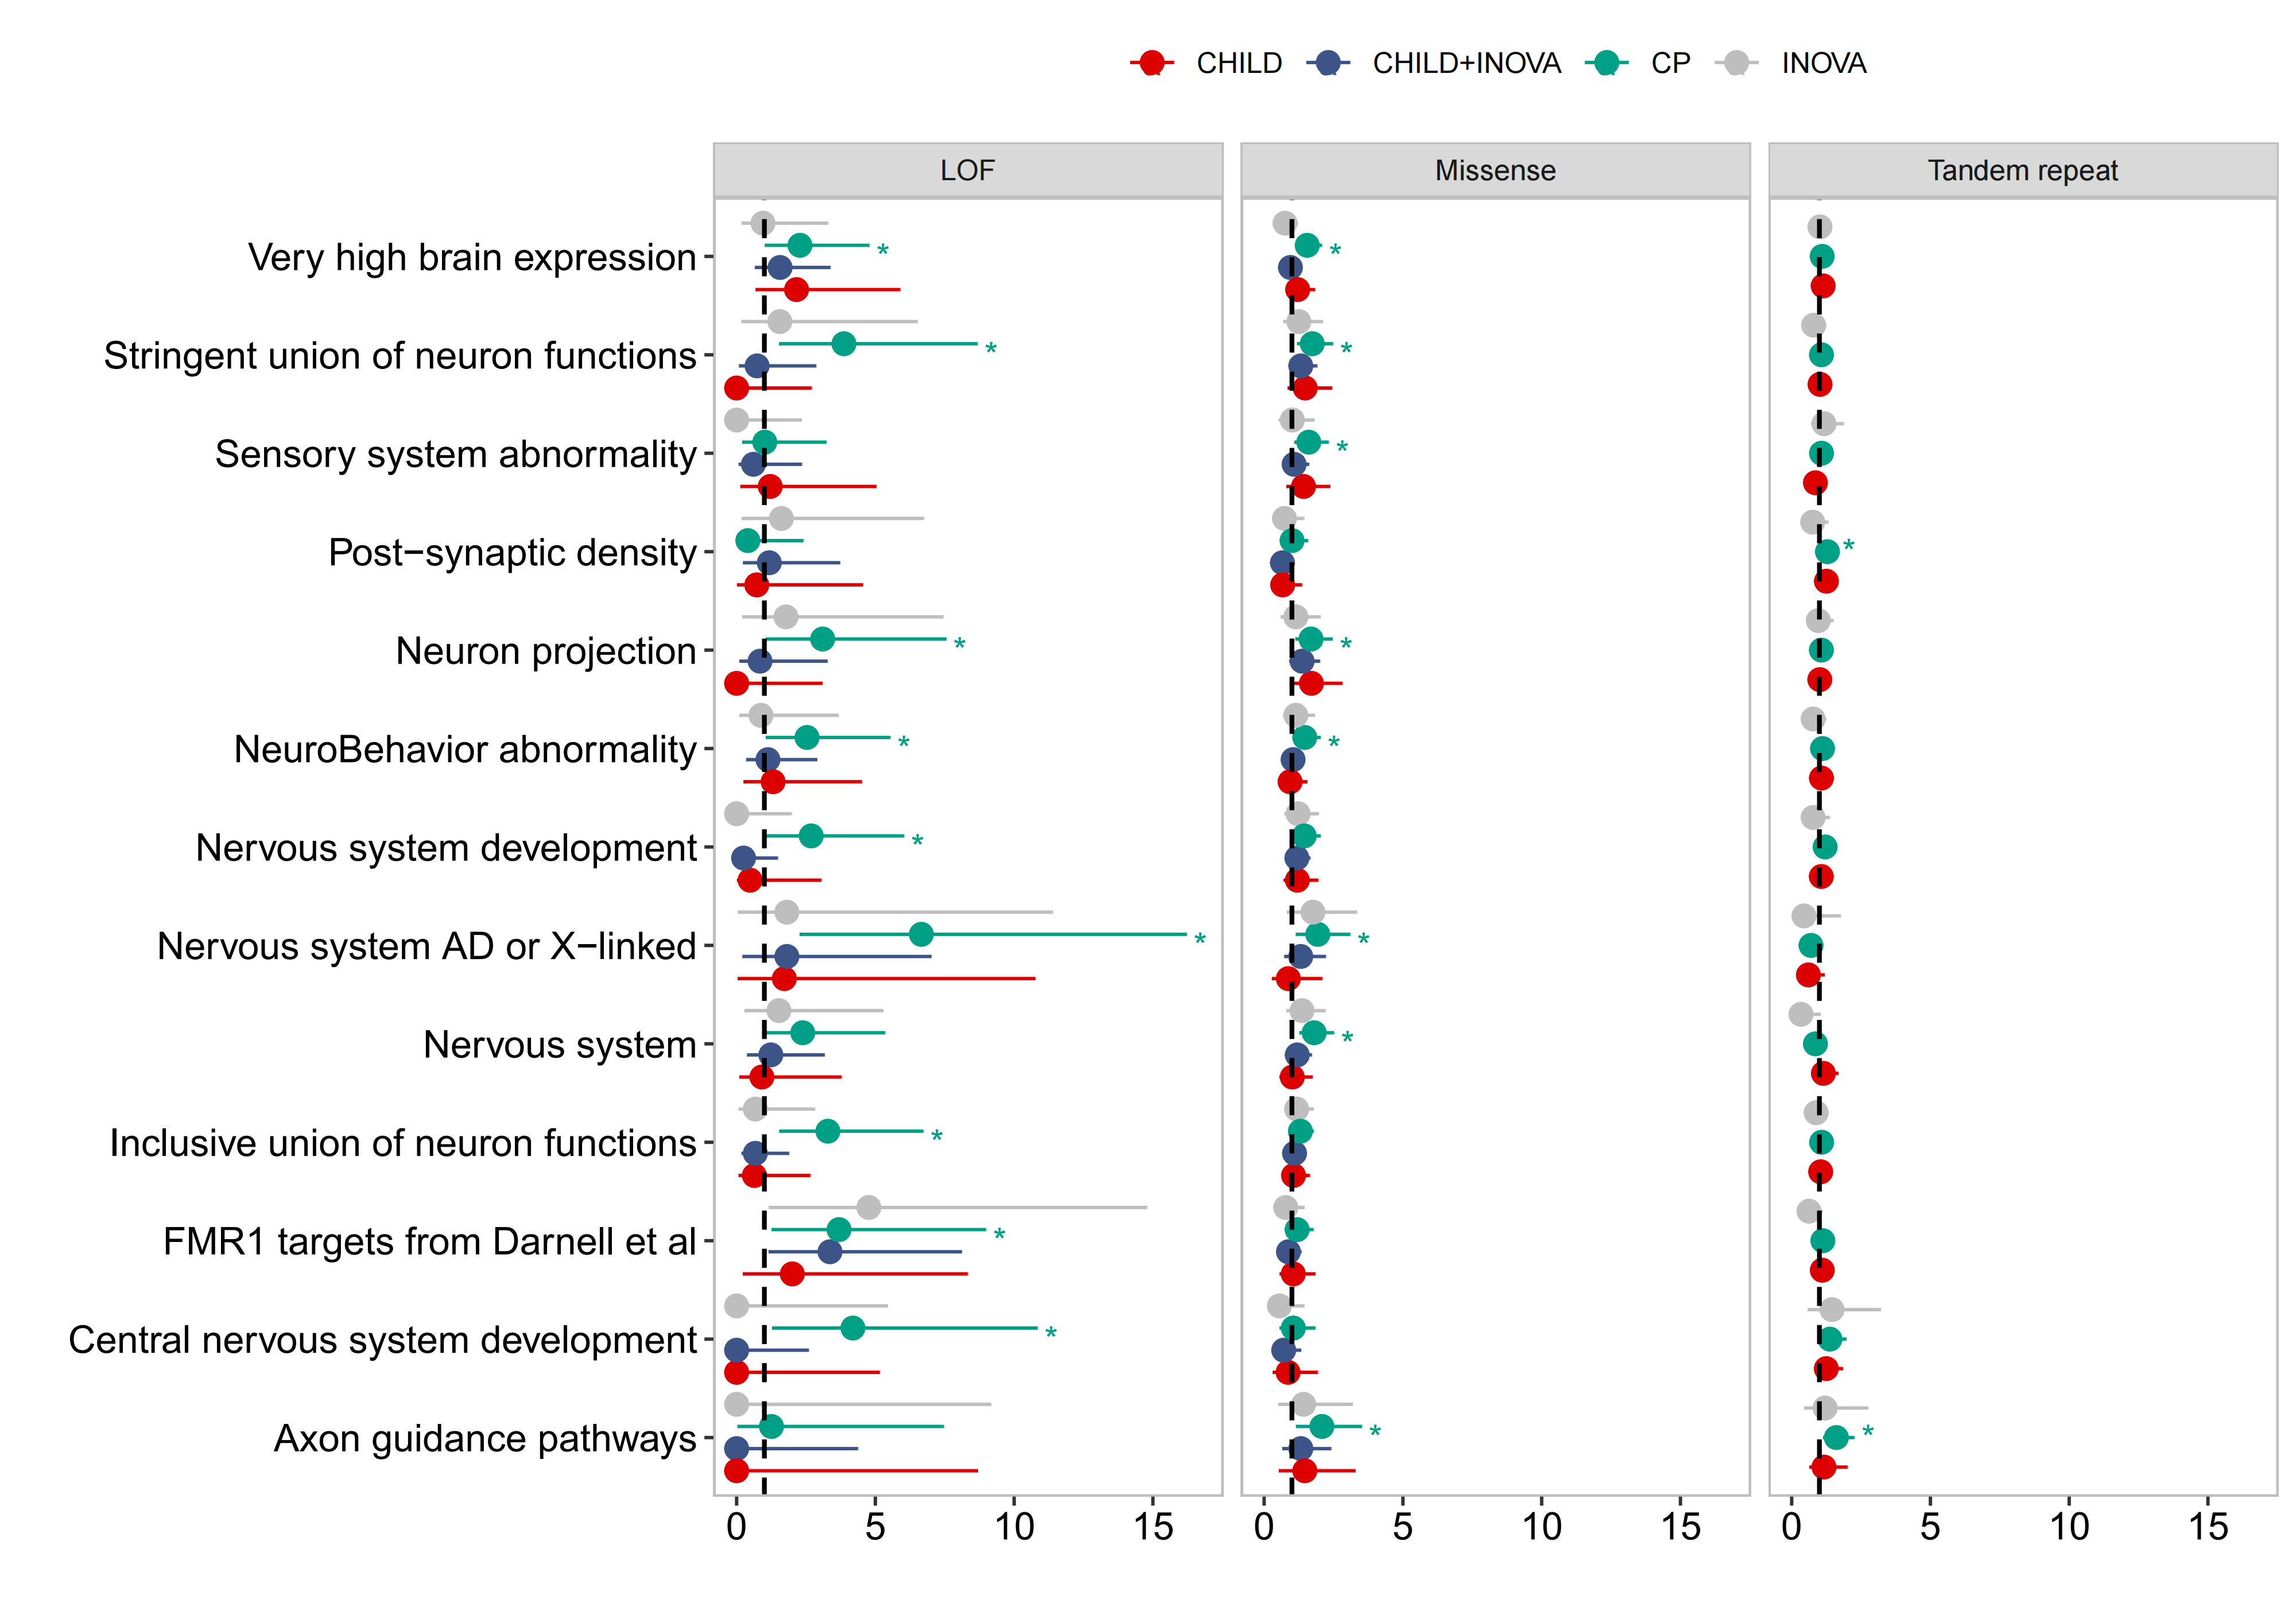 CHILD CHILD+INOVA CP INOVA
LOF Missense Tandem repeat
Very high brain expression * *
Stringent union of neuron functions * *
Sensory system abnormality *
Post−synaptic density *
Neuron projection * *
NeuroBehavior abnormality * *
Nervous system development *
Nervous system AD or X−linked * *
Nervous system *
Inclusive union of neuron functions *
FMR1 targets from Darnell et al *
Central nervous system development *
Axon guidance pathways * *
0 5 10 15 0 5 10 15 0 5 10 15